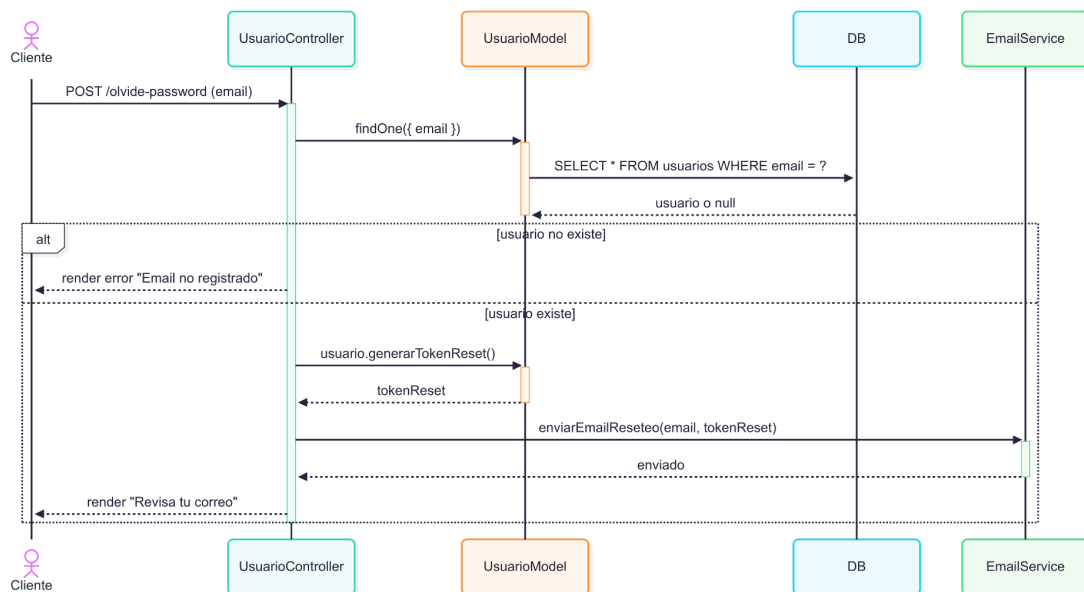 Cliente
UsuarioController
UsuarioModel
DB
EmailService
POST /olvide-password (email)
findOne({ email })
SELECT * FROM usuarios WHERE email = ?
usuario o null
alt
[usuario no existe]
render error "Email no registrado"
[usuario existe]
usuario.generarTokenReset()
tokenReset
enviarEmailReseteo(email, tokenReset)
enviado
render "Revisa tu correo"
Cliente
UsuarioController
UsuarioModel
DB
EmailService